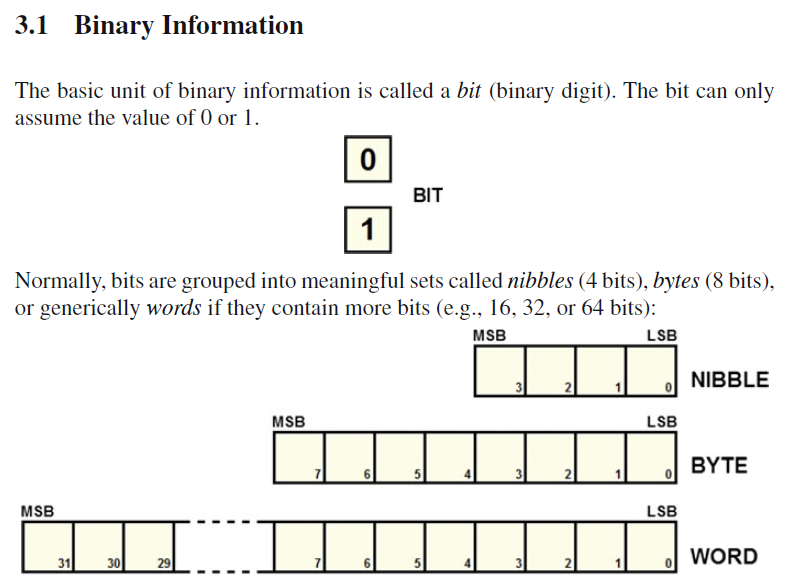 3.1 Binary Information
The basic unit of binary information is called a bit (binary digit). The bit can only
assume the value of 0 or 1.
0
BIT
1
Normally, bits are grouped into meaningful sets called nibbles (4 bits), bytes (8 bits),
or generically words if they contain more bits (e.g., 16, 32, or 64 bits):
MSB LSB
3 2 1 0 NIBBLE
MSB LSB
7 6 5 4 3 2 1 0 BYTE
MSB LSB
31 30 29 7 6 5 4 3 2 1 0 WORD